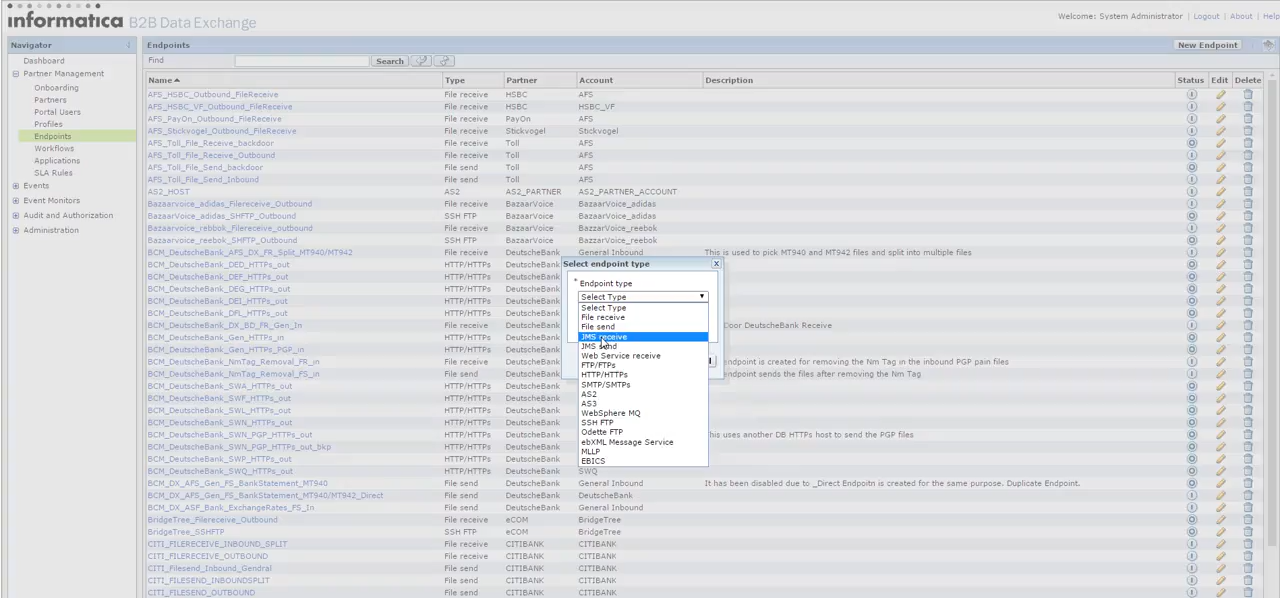 informatica B2B Data Exchange
Welcome: System Administrator | Logout | About | Help
Navigator
Dashboard
Partner Management
Onboarding
Partners
Portal Users
Profiles
Endpoints
Workflows
Applications
SLA Rules
Events
Event Monitors
Audit and Authorization
Administration
Endpoints New Endpoint
Find Search
Name Type Partner Account Description Status Edit Delete
AFS_HSBC_Outbound_FileReceive File receive HSBC AFS
AFS_HSBC_VF_Outbound_FileReceive File receive HSBC HSBC_VF
AFS_PayOn_Outbound_FileReceive File receive PayOn AFS
AFS_Stickvogel_Outbound_FileReceive File receive Stickvogel Stickvogel
AFS_Toll_File_Receive_backdoor File receive Toll AFS
AFS_Toll_File_Receive_Outbound File receive Toll AFS
AFS_Toll_File_Send_backdoor File send Toll AFS
AFS_Toll_File_Send_Inbound File send Toll AFS
AS2_HOST AS2 AS2_PARTNER AS2_PARTNER_ACCOUNT
Bazaarvoice_adidas_Filereceive_Outbound File receive BazaarVoice BazaarVoice_adidas
BazaarVoice_adidas_SHFTP_Outbound SSH FTP BazaarVoice BazaarVoice_adidas
Bazaarvoice_rebbok_Filereceive_outbound File receive BazaarVoice BazzarVoice_reebok
Bazaarvoice_reebok_SHFTP_Outbound SSH FTP BazaarVoice BazzarVoice_reebok
BCM_DeutscheBank_AFS_DX_FR_Split_MT940/MT942 File receive DeutscheBank General Inbound This is used to pick MT940 and MT942 files and split into multiple files
BCM_DeutscheBank_DED_HTTPs_out HTTP/HTTPs DeutscheBank
BCM_DeutscheBank_DEF_HTTPs_out HTTP/HTTPs DeutscheBank
BCM_DeutscheBank_DEG_HTTPs_out HTTP/HTTPs DeutscheBank
BCM_DeutscheBank_DEI_HTTPs_out HTTP/HTTPs DeutscheBank
BCM_DeutscheBank_DFL_HTTPs_out HTTP/HTTPs DeutscheBank
BCM_DeutscheBank_DX_BD_FR_Gen_In File receive DeutscheBank Door DeutscheBank Receive
BCM_DeutscheBank_Gen_HTTPs_in HTTP/HTTPs DeutscheBank
BCM_DeutscheBank_Gen_HTTPs_PGP_in HTTP/HTTPs DeutscheBank
BCM_DeutscheBank_NmTag_Removal_FR_in File receive DeutscheBank endpoint is created for removing the Nm Tag in the inbound PGP pain files
BCM_DeutscheBank_NmTag_Removal_FS_in File send DeutscheBank endpoint sends the files after removing the Nm Tag
BCM_DeutscheBank_SWA_HTTPs_out HTTP/HTTPs DeutscheBank
BCM_DeutscheBank_SWF_HTTPs_out HTTP/HTTPs DeutscheBank
BCM_DeutscheBank_SWL_HTTPs_out HTTP/HTTPs DeutscheBank
BCM_DeutscheBank_SWN_HTTPs_out HTTP/HTTPs DeutscheBank
BCM_DeutscheBank_SWN_PGP_HTTPs_out HTTP/HTTPs DeutscheBank This uses another DB HTTPs host to send the PGP files
BCM_DeutscheBank_SWN_PGP_HTTPs_out_bkp HTTP/HTTPs DeutscheBank
BCM_DeutscheBank_SWP_HTTPs_out HTTP/HTTPs DeutscheBank
BCM_DeutscheBank_SWQ_HTTPs_out HTTP/HTTPs DeutscheBank SWQ
BCM_DX_AFS_Gen_FS_BankStatement_MT940 File send DeutscheBank General Inbound It has been disabled due to _Direct Endpoitn is created for the same purpose. Duplicate Endpoint.
BCM_DX_AFS_Gen_FS_BankStatement_MT940/MT942_Direct File send DeutscheBank DeutscheBank
BCM_DX_ASF_Bank_ExchangeRates_FS_In File send DeutscheBank General Inbound
BridgeTree_Filereceive_Outbound File receive eCOM BridgeTree
BridgeTree_SSHFTP SSH FTP eCOM BridgeTree
CITI_FILERECEIVE_INBOUND_SPLIT File receive CITIBANK CITIBANK
CITI_FILERECEIVE_OUTBOUND File receive CITIBANK CITIBANK
CITI_Filesend_Inbound_Gendral File send CITIBANK CITIBANK
CITI_FILESEND_INBOUNDSPLIT File send CITIBANK CITIBANK
CITI_FILESEND_OUTBOUND File send CITIBANK CITIBANK
Select endpoint type
* Endpoint type
Select Type
Select Type
File receive
File send
JMS receive
JMS send
Web Service receive
FTP/FTPs
HTTP/HTTPs
SMTP/SMTPs
AS2
AS3
WebSphere MQ
SSH FTP
Odette FTP
ebXML Message Service
MLLP
EBICS